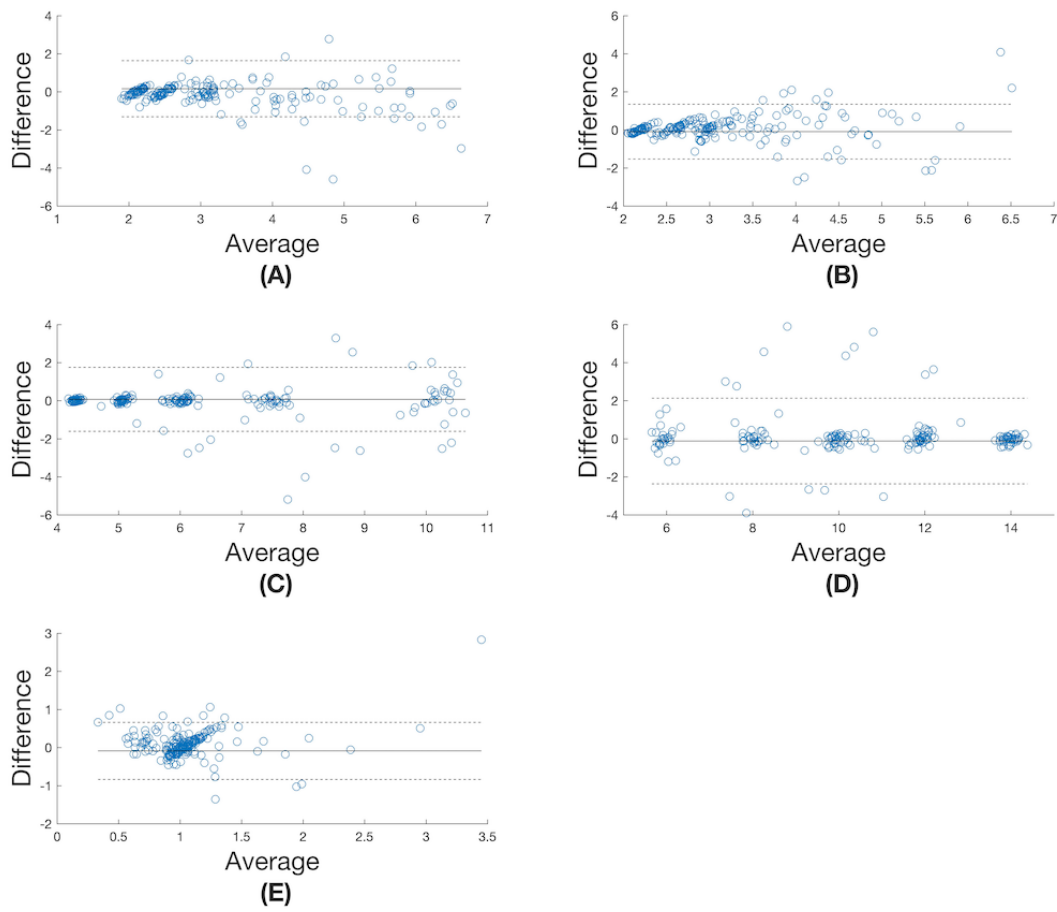 4
2
0
-2
-4
-6
Difference
1 2 3 4 5 6 7
Average
(A)
6
4
2
0
-2
-4
Difference
2 2.5 3 3.5 4 4.5 5 5.5 6 6.5 7
Average
(B)
4
2
0
-2
-4
-6
Difference
4 5 6 7 8 9 10 11
Average
(C)
6
4
2
0
-2
-4
Difference
6 8 10 12 14
Average
(D)
3
2
1
0
-1
-2
Difference
0 0.5 1 1.5 2 2.5 3 3.5
Average
(E)